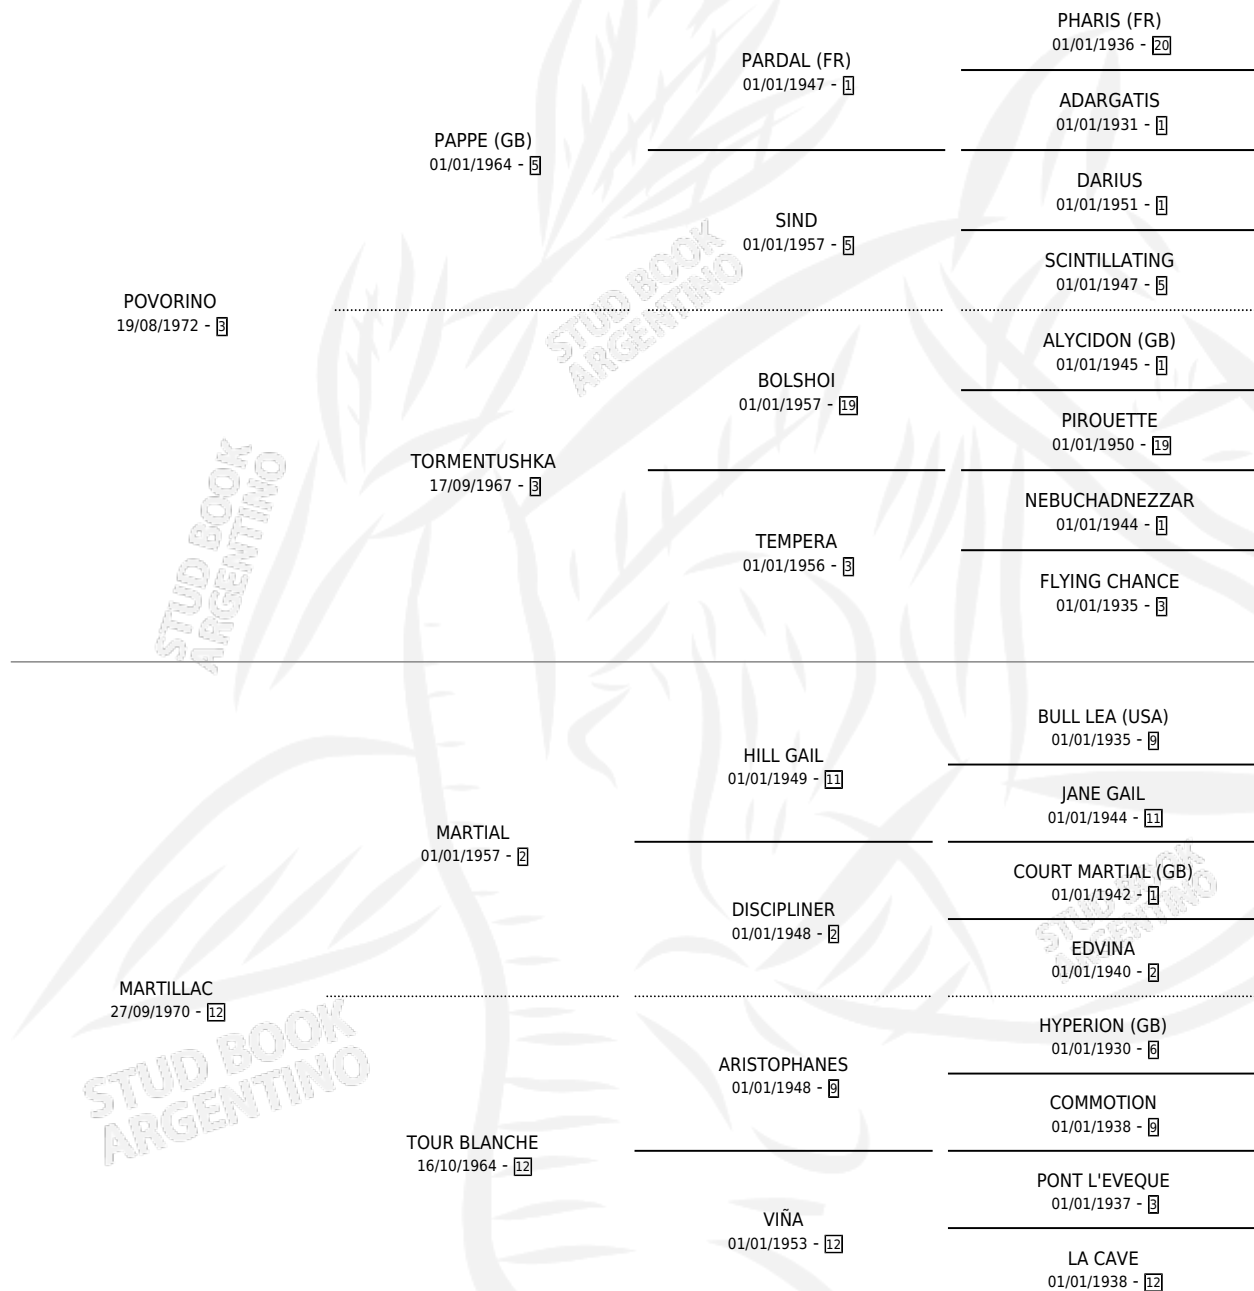 PHARIS (FR)
01/01/1936 - 20
PARDAL (FR)
01/01/1947 - 1
ADARGATIS
01/01/1931 - 1
PAPPE (GB)
01/01/1964 - 5
DARIUS
01/01/1951 - 1
SIND
01/01/1957 - 5
SCINTILLATING
01/01/1947 - 5
POVORINO
19/08/1972 - 3
ALYCIDON (GB)
01/01/1945 - 1
BOLSHOI
01/01/1957 - 19
PIROUETTE
01/01/1950 - 19
TORMENTUSHKA
17/09/1967 - 3
NEBUCHADNEZZAR
01/01/1944 - 1
TEMPERA
01/01/1956 - 3
FLYING CHANCE
01/01/1935 - 3
BULL LEA (USA)
01/01/1935 - 9
HILL GAIL
01/01/1949 - 11
JANE GAIL
01/01/1944 - 11
MARTIAL
01/01/1957 - 2
COURT MARTIAL (GB)
01/01/1942 - 1
DISCIPLINER
01/01/1948 - 2
EDVINA
01/01/1940 - 2
MARTILLAC
27/09/1970 - 12
HYPERION (GB)
01/01/1930 - 6
ARISTOPHANES
01/01/1948 - 9
COMMOTION
01/01/1938 - 9
TOUR BLANCHE
16/10/1964 - 12
PONT L'EVEQUE
01/01/1937 - 3
VIÑA
01/01/1953 - 12
LA CAVE
01/01/1938 - 12
STUD BOOK
ARGENTINO
STUD BOOK
ARGENTINO
STUD BOOK
ARGENTINO
STUD BOOK
ARGENTINO